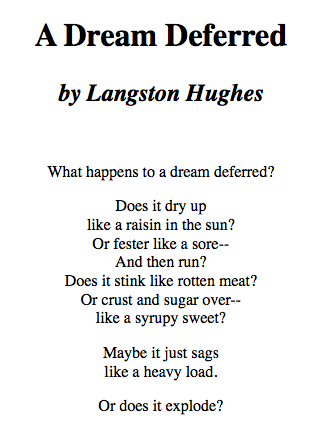 A Dream Deferred
by Langston Hughes
What happens to a dream deferred?
Does it dry up
like a raisin in the sun?
Or fester like a sore--
And then run?
Does it stink like rotten meat?
Or crust and sugar over--
like a syrupy sweet?
Maybe it just sags
like a heavy load.
Or does it explode?